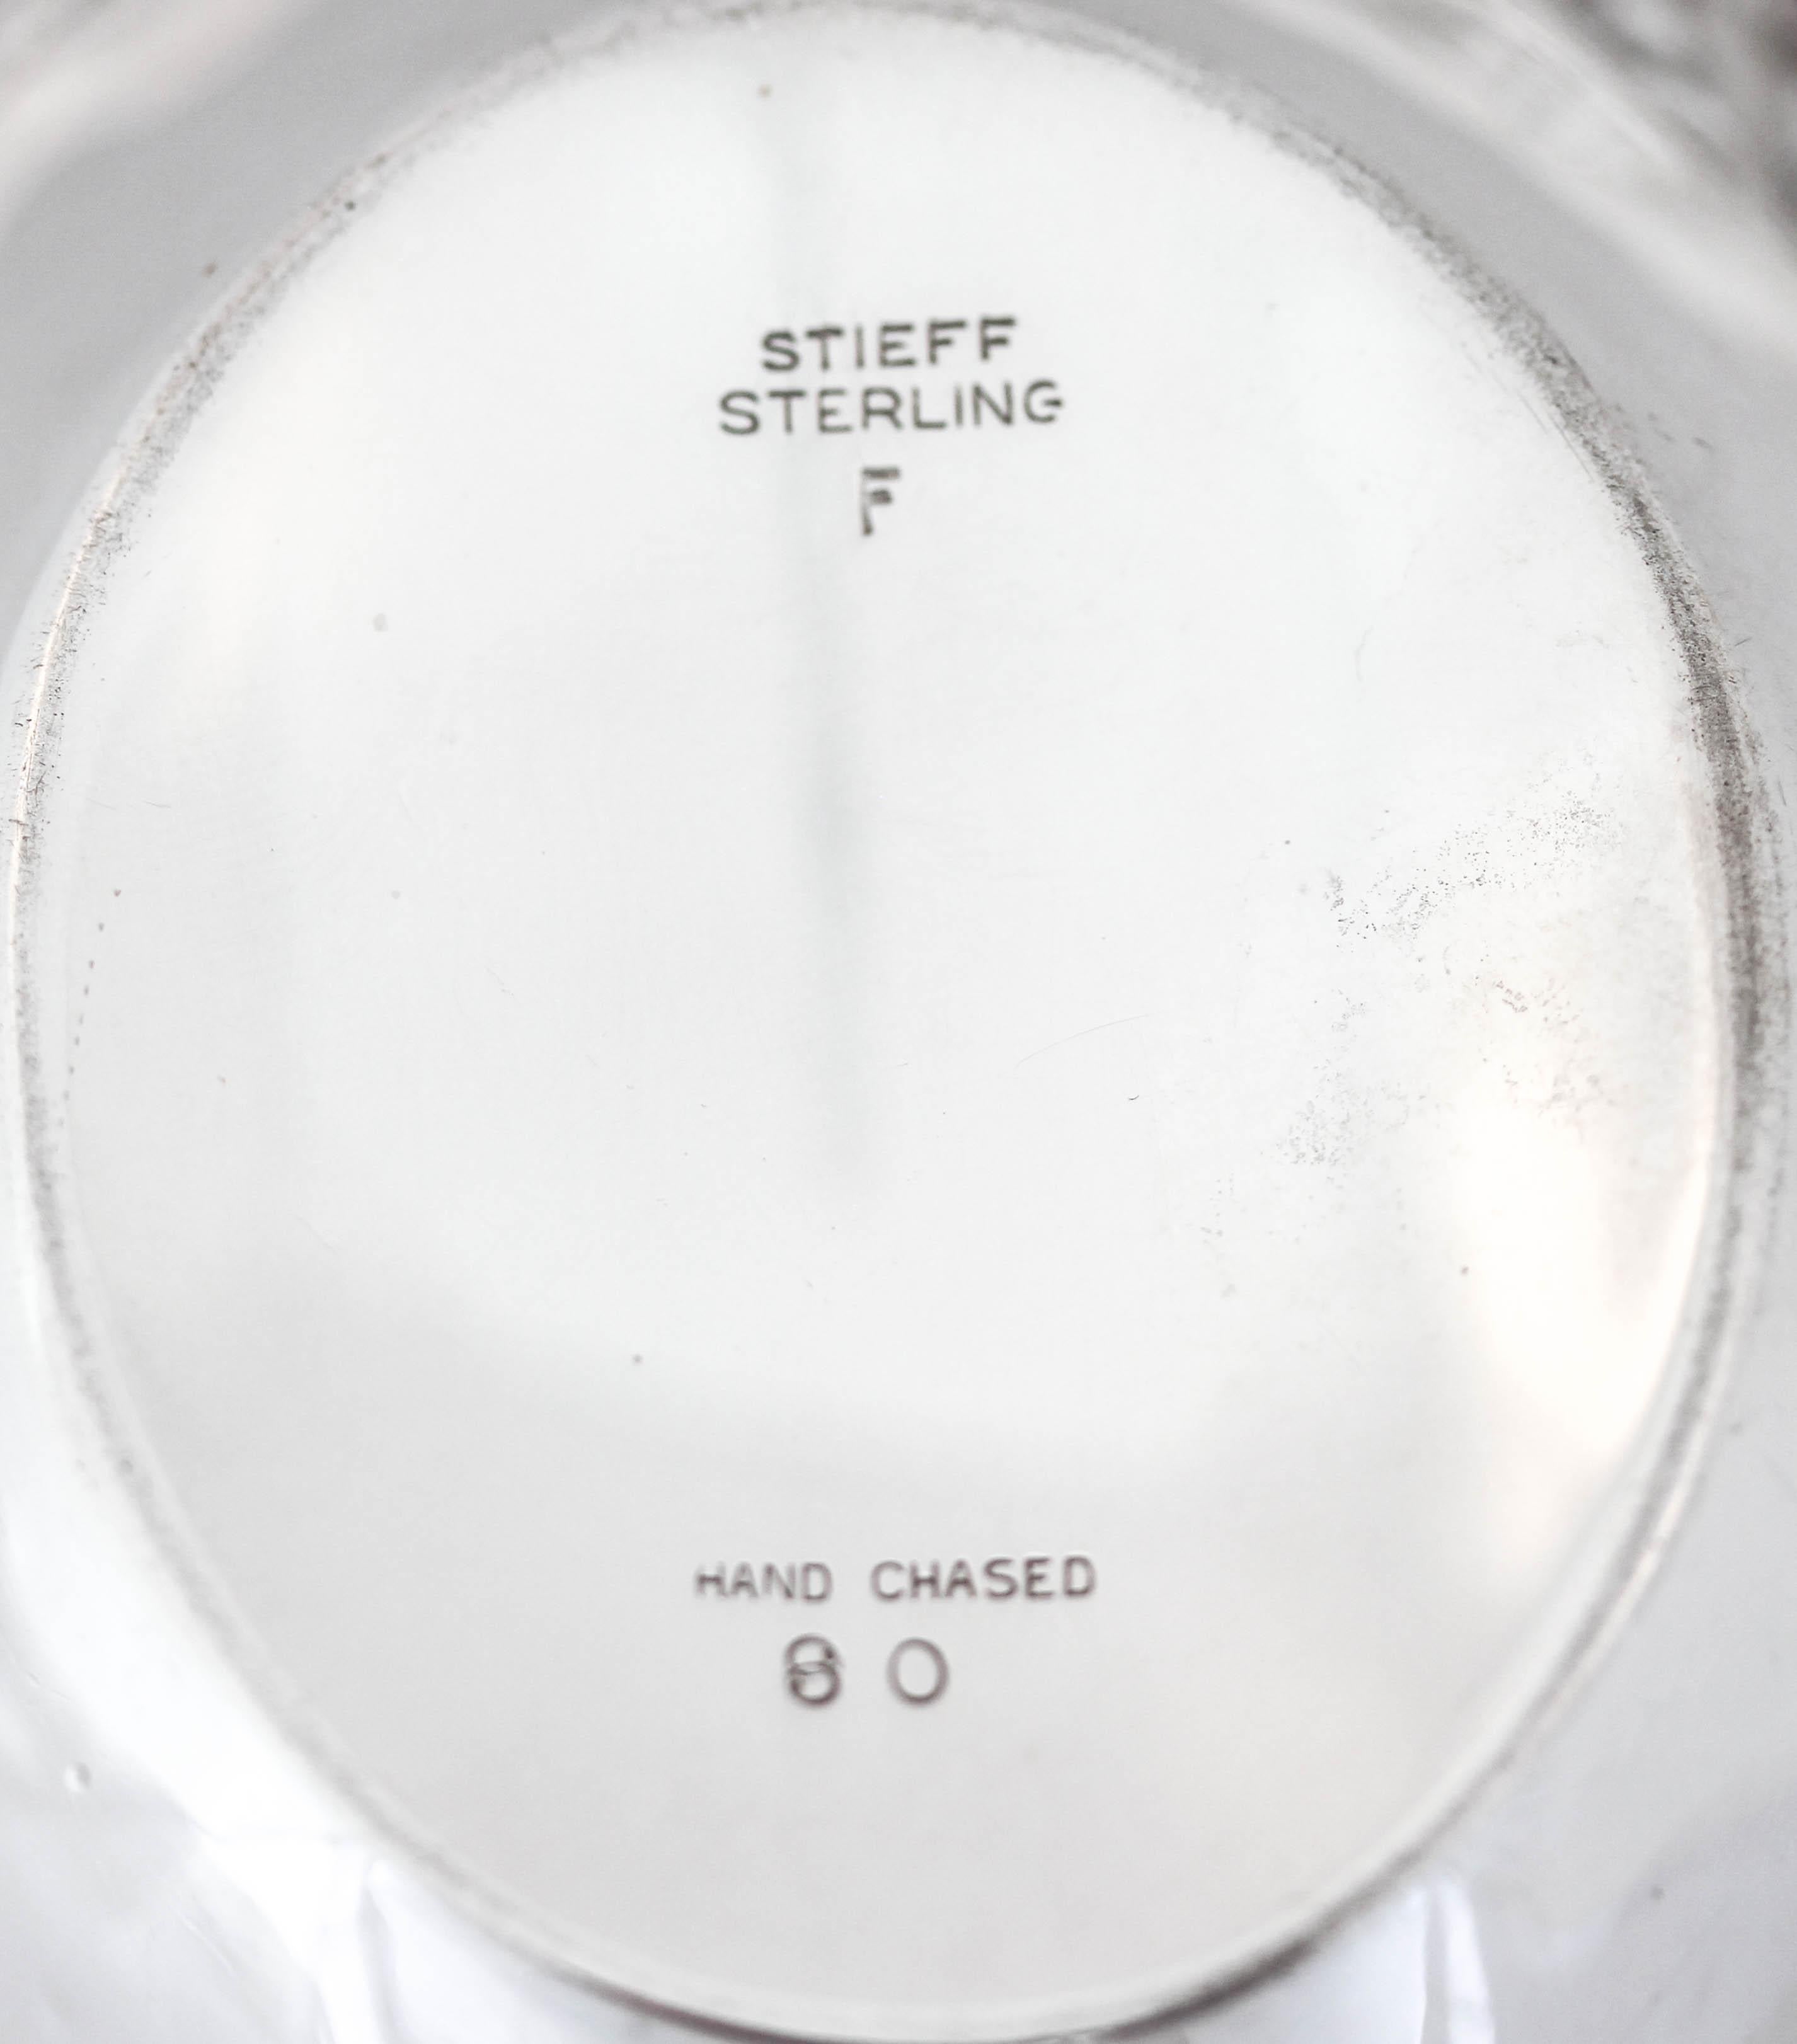 STIEFF
STERLING
F
HAND CHASED
80